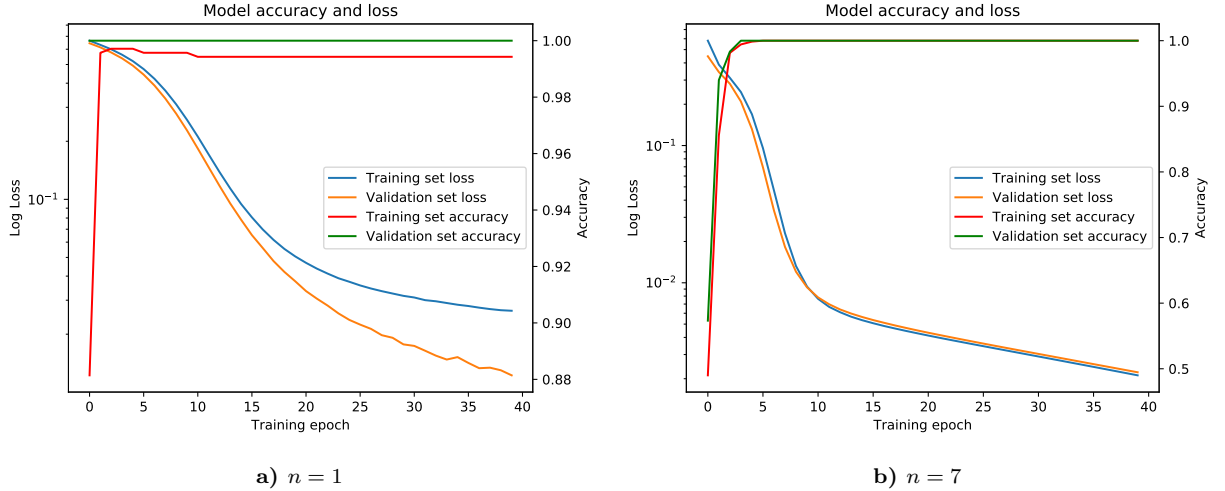 Model accuracy and loss
Log Loss
10⁻¹
1.00
0.98
0.96
0.94
0.92
0.90
0.88
Accuracy
Training set loss
Validation set loss
Training set accuracy
Validation set accuracy
0 5 10 15 20 25 30 35 40
Training epoch
a) n = 1
Model accuracy and loss
Log Loss
10⁻¹
10⁻²
1.0
0.9
0.8
0.7
0.6
0.5
Accuracy
Training set loss
Validation set loss
Training set accuracy
Validation set accuracy
0 5 10 15 20 25 30 35 40
Training epoch
b) n = 7